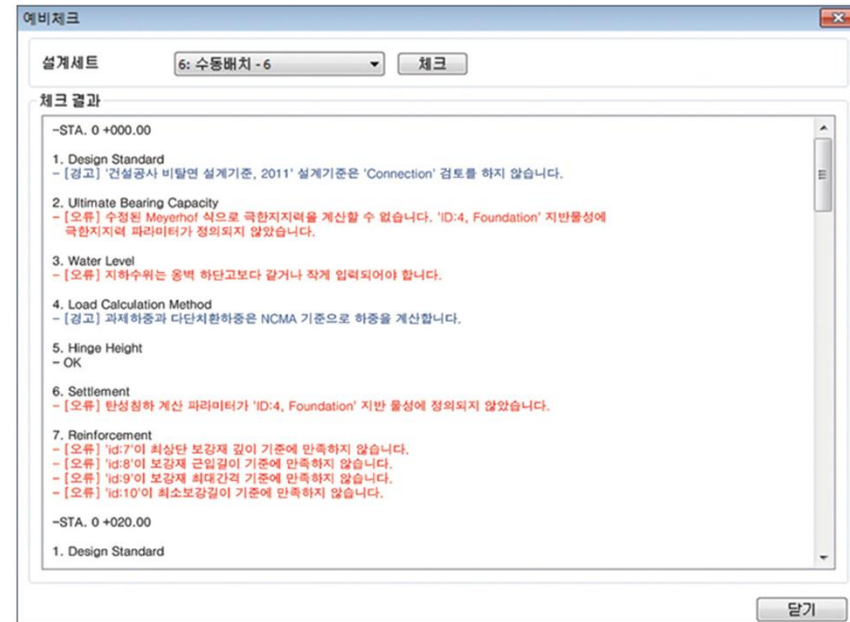 예비체크
설계세트
6: 수동배치 - 6
체크
체크 결과
-STA. 0 +000.00
1. Design Standard
- [경고] '건설공사 비탈면 설계기준, 2011' 설계기준은 'Connection' 검토를 하지 않습니다.
2. Ultimate Bearing Capacity
- [오류] 수정된 Meyerhof 식으로 극한지지력을 계산할 수 없습니다. 'ID:4, Foundation' 지반물성에
극한지지력 파라미터가 정의되지 않았습니다.
3. Water Level
- [오류] 지하수위는 옹벽 하단고보다 같거나 작게 입력되어야 합니다.
4. Load Calculation Method
- [경고] 과제하중과 다단치환하중은 NCMA 기준으로 하중을 계산합니다.
5. Hinge Height
- OK
6. Settlement
- [오류] 탄성침하 계산 파라미터가 'ID:4, Foundation' 지반 물성에 정의되지 않았습니다.
7. Reinforcement
- [오류] 'id:7'이 최상단 보강재 깊이 기준에 만족하지 않습니다.
- [오류] 'id:8'이 보강재 근입길이 기준에 만족하지 않습니다.
- [오류] 'id:9'이 보강재 최대간격 기준에 만족하지 않습니다.
- [오류] 'id:10'이 최소보강길이 기준에 만족하지 않습니다.
-STA. 0 +020.00
1. Design Standard
닫기